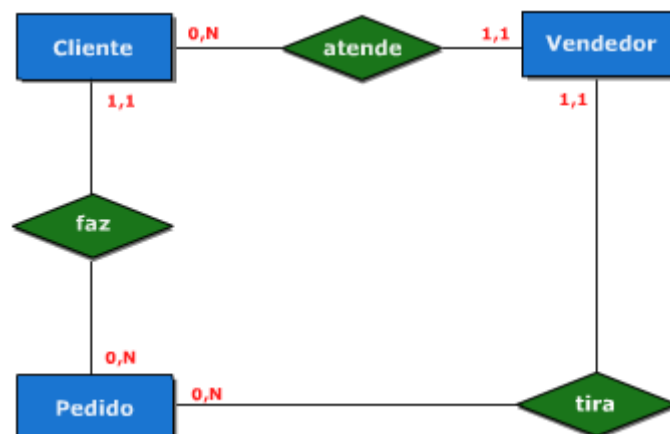 Cliente
0,N
atende
1,1
Vendedor
1,1
1,1
faz
0,N
Pedido
0,N
tira